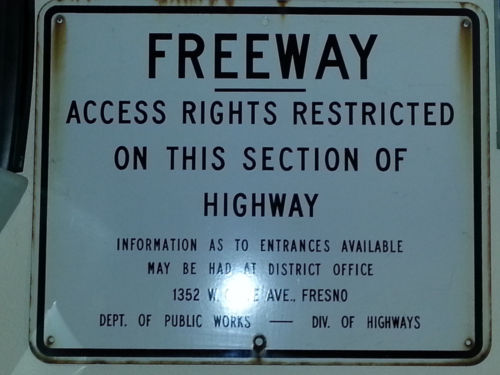 FREEWAY
ACCESS RIGHTS RESTRICTED
ON THIS SECTION OF
HIGHWAY
INFORMATION AS TO ENTRANCES AVAILABLE
MAY BE HAD AT DISTRICT OFFICE
1352 W. AVE., FRESNO
DEPT. OF PUBLIC WORKS — DIV. OF HIGHWAYS